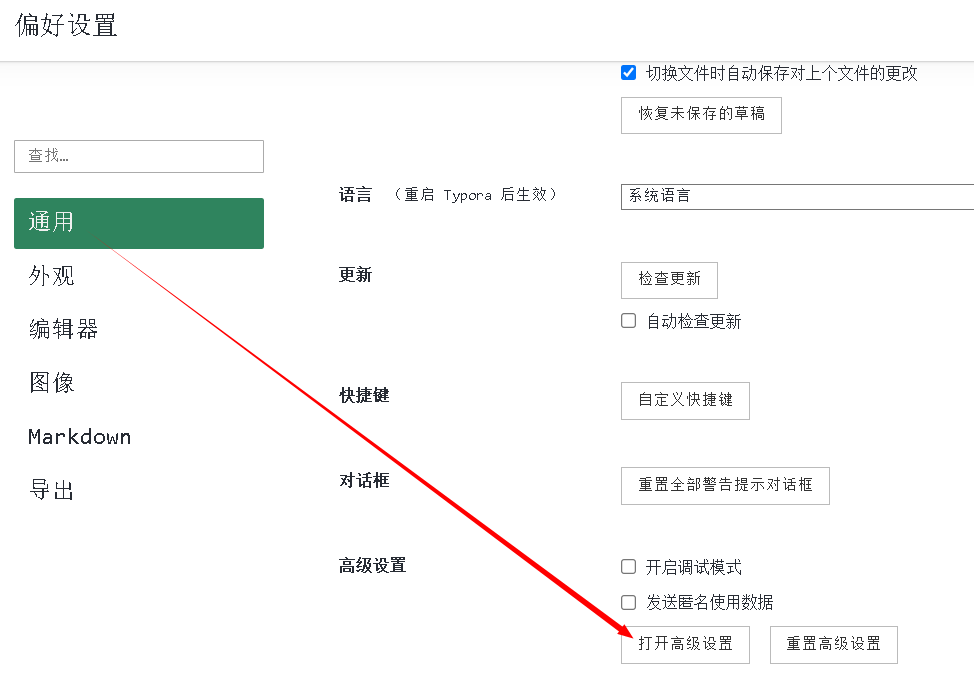 偏好设置
切换文件时自动保存对上个文件的更改
恢复未保存的草稿
查找…
语言 （重启 Typora 后生效） 系统语言
通用
更新 检查更新
外观
自动检查更新
编辑器
图像
快捷键 自定义快捷键
Markdown
对话框 重置全部警告提示对话框
导出
高级设置 开启调试模式
发送匿名使用数据
打开高级设置 重置高级设置